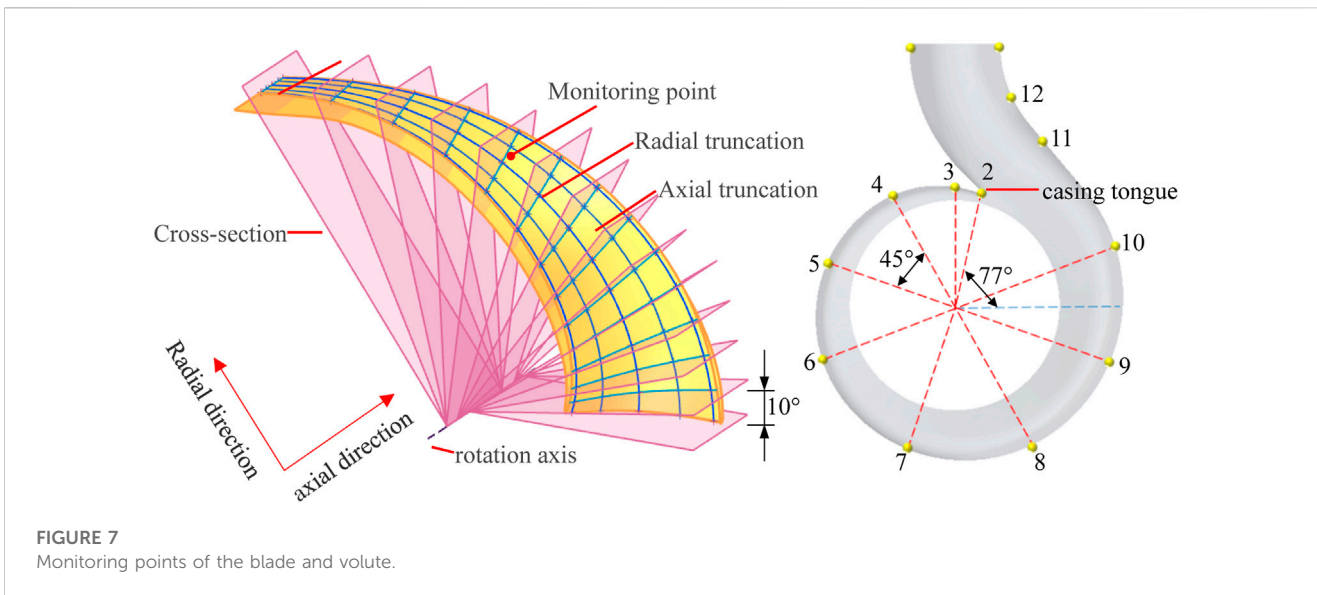 Monitoring point
Radial truncation
Axial truncation
Cross-section
Radial direction
axial direction
rotation axis
10°
12
11
3
2
4
casing tongue
10
5
45°
77°
6
9
7
8
FIGURE 7
Monitoring points of the blade and volute.